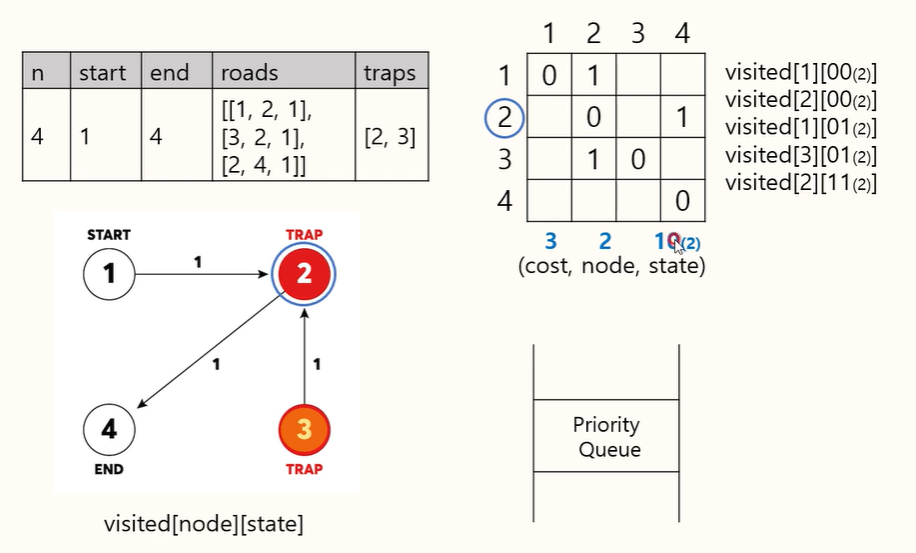 n start end roads traps
4 1 4 [[1, 2, 1], [2, 3]
[3, 2, 1],
[2, 4, 1]]
START TRAP
1 1 2
1 1
4 3
END TRAP
visited[node][state]
1 2 3 4
1 0 1
2 0 1
3 1 0
4 0
visited[1][00(2)]
visited[2][00(2)]
visited[1][01(2)]
visited[3][01(2)]
visited[2][11(2)]
3 2 10(2)
(cost, node, state)
Priority
Queue